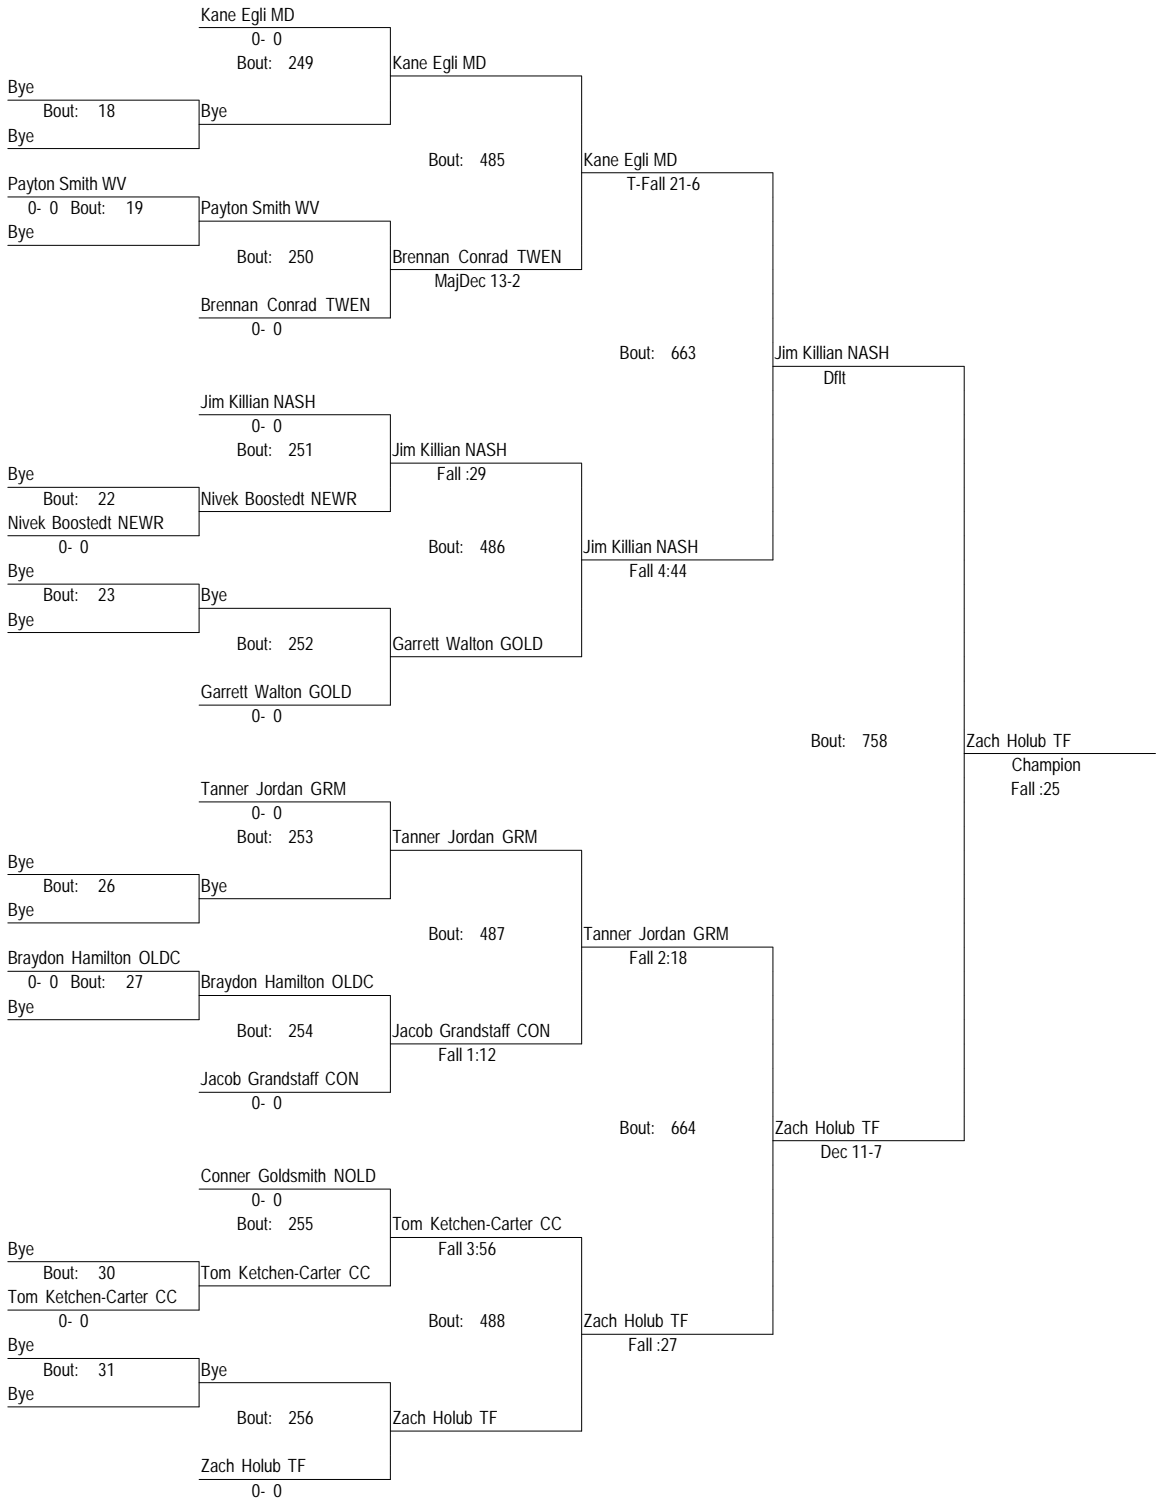 Kane Egli MD
0- 0
Bout: 249
Kane Egli MD
Bye
Bout: 18
Bye
Bye
Bout: 485
Kane Egli MD
T-Fall 21-6
Payton Smith WV
0- 0 Bout: 19
Payton Smith WV
Bye
Bout: 250
Brennan Conrad TWEN
MajDec 13-2
Brennan Conrad TWEN
0- 0
Bout: 663
Jim Killian NASH
Dflt
Jim Killian NASH
0- 0
Bout: 251
Jim Killian NASH
Fall :29
Bye
Bout: 22
Nivek Boostedt NEWR
Nivek Boostedt NEWR
0- 0
Bout: 486
Jim Killian NASH
Fall 4:44
Bye
Bout: 23
Bye
Bye
Bout: 252
Garrett Walton GOLD
Garrett Walton GOLD
0- 0
Bout: 758
Zach Holub TF
Champion
Fall :25
Tanner Jordan GRM
0- 0
Bout: 253
Tanner Jordan GRM
Bye
Bout: 26
Bye
Bye
Bout: 487
Tanner Jordan GRM
Fall 2:18
Braydon Hamilton OLDC
0- 0 Bout: 27
Braydon Hamilton OLDC
Bye
Bout: 254
Jacob Grandstaff CON
Fall 1:12
Jacob Grandstaff CON
0- 0
Bout: 664
Zach Holub TF
Dec 11-7
Conner Goldsmith NOLD
0- 0
Bout: 255
Tom Ketchen-Carter CC
Fall 3:56
Bye
Bout: 30
Tom Ketchen-Carter CC
Tom Ketchen-Carter CC
0- 0
Bout: 488
Zach Holub TF
Fall :27
Bye
Bout: 31
Bye
Bye
Bout: 256
Zach Holub TF
Zach Holub TF
0- 0